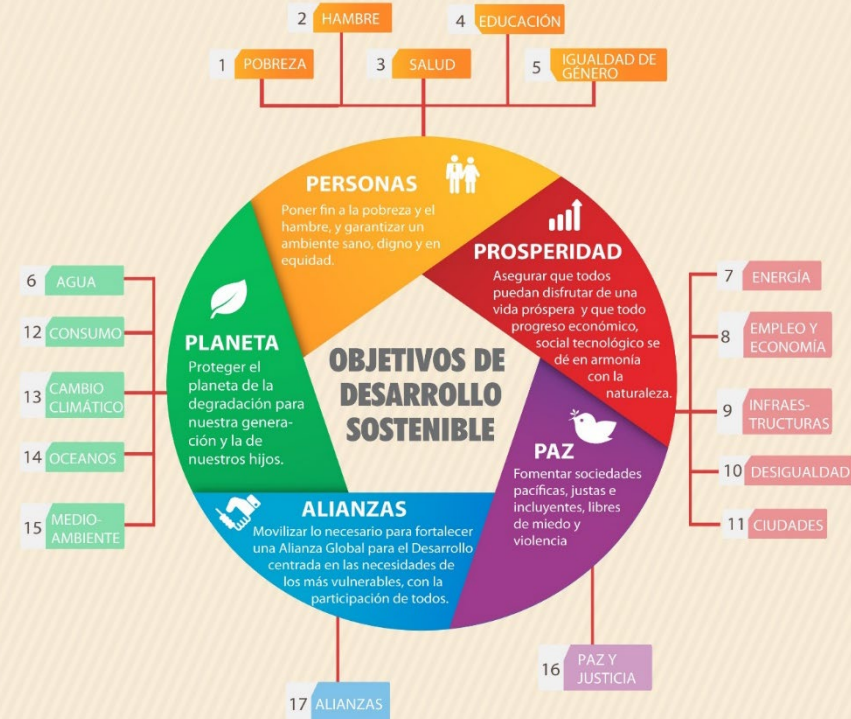 2 HAMBRE
4 EDUCACIÓN
1 POBREZA
3 SALUD
5 IGUALDAD DE
GÉNERO
PERSONAS
Poner fin a la pobreza y el
hambre, y garantizar un
ambiente sano, digno y en
equidad.
PROSPERIDAD
Asegurar que todos
puedan disfrutar de una
vida próspera y que todo
progreso económico,
social tecnológico se
dé en armonía
con la
naturaleza.
6 AGUA
12 CONSUMO
13 CAMBIO
CLIMÁTICO
14 OCEANOS
15 MEDIO-
AMBIENTE
PLANETA
Proteger el
planeta de la
degradación para
nuestra genera-
ción y la de
nuestros hijos.
OBJETIVOS DE
DESARROLLO
SOSTENIBLE
7 ENERGÍA
8 EMPLEO Y
ECONOMÍA
9 INFRAES-
TRUCTURAS
10 DESIGUALDAD
11 CIUDADES
PAZ
Fomentar sociedades
pacíficas, justas e
incluyentes, libres
de miedo y
violencia
ALIANZAS
Movilizar lo necesario para fortalecer
una Alianza Global para el Desarrollo
centrada en las necesidades de
los más vulnerables, con la
participación de todos.
16 PAZ Y
JUSTICIA
17 ALIANZAS